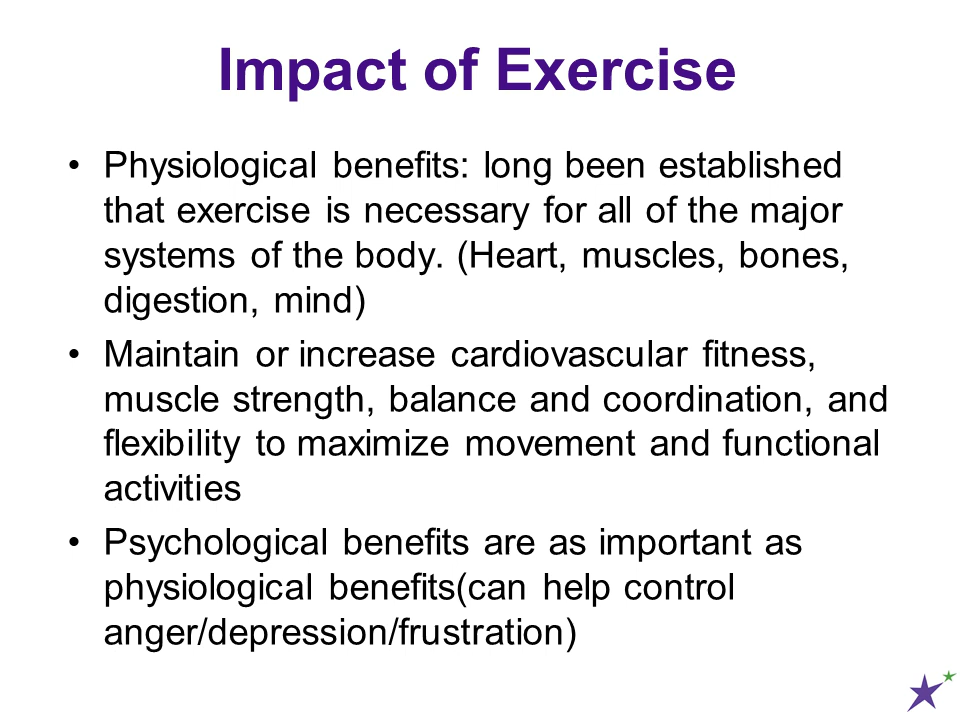 Impact of Exercise
• Physiological benefits: long been established
that exercise is necessary for all of the major
systems of the body. (Heart, muscles, bones,
digestion, mind)
• Maintain or increase cardiovascular fitness,
muscle strength, balance and coordination, and
flexibility to maximize movement and functional
activities
• Psychological benefits are as important as
physiological benefits(can help control
anger/depression/frustration)